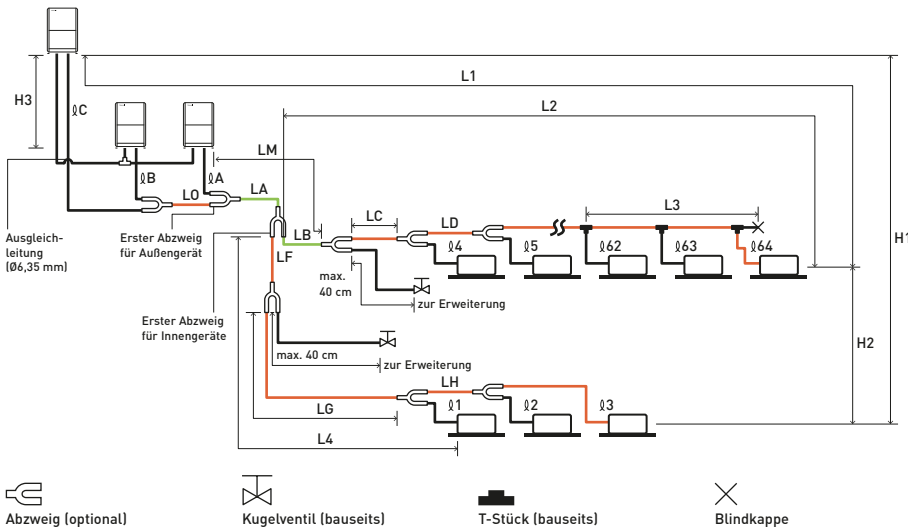 L1
H3
ℓC
L2
LM
ℓB
ℓA
LO
LA
LC
LD
L3
H1
Ausgleich-
leitung
(Ø6,35 mm)
Erster Abzweig
für Außengerät
LB
LF
ℓ4
ℓ5
ℓ62
ℓ63
ℓ64
max.
40 cm
zur Erweiterung
Erster Abzweig
für Innengeräte
H2
max. 40 cm
zur Erweiterung
LH
LG
ℓ1
ℓ2
ℓ3
L4
Abzweig (optional)
Kugelventil (bauseits)
T-Stück (bauseits)
Blindkappe